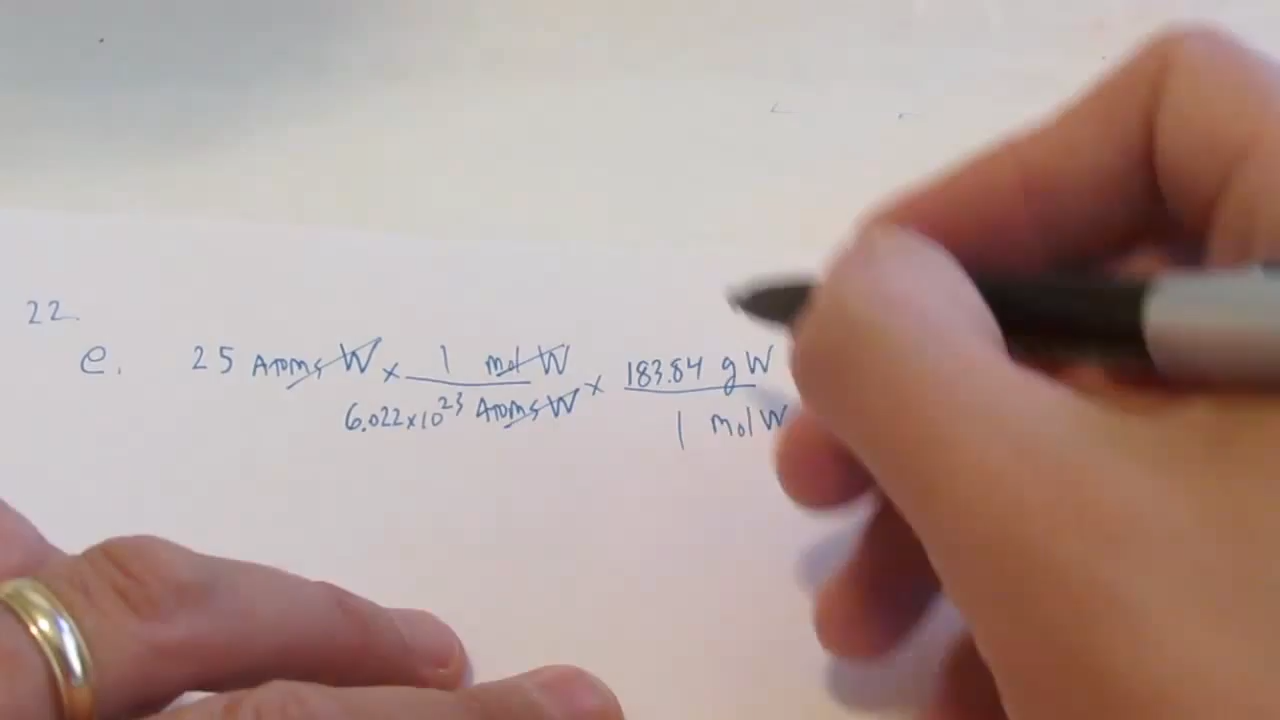 22.
e. 25 Atoms W x 1 mol W x 183.84 g W
6.022x10^23 Atoms W 1 mol W